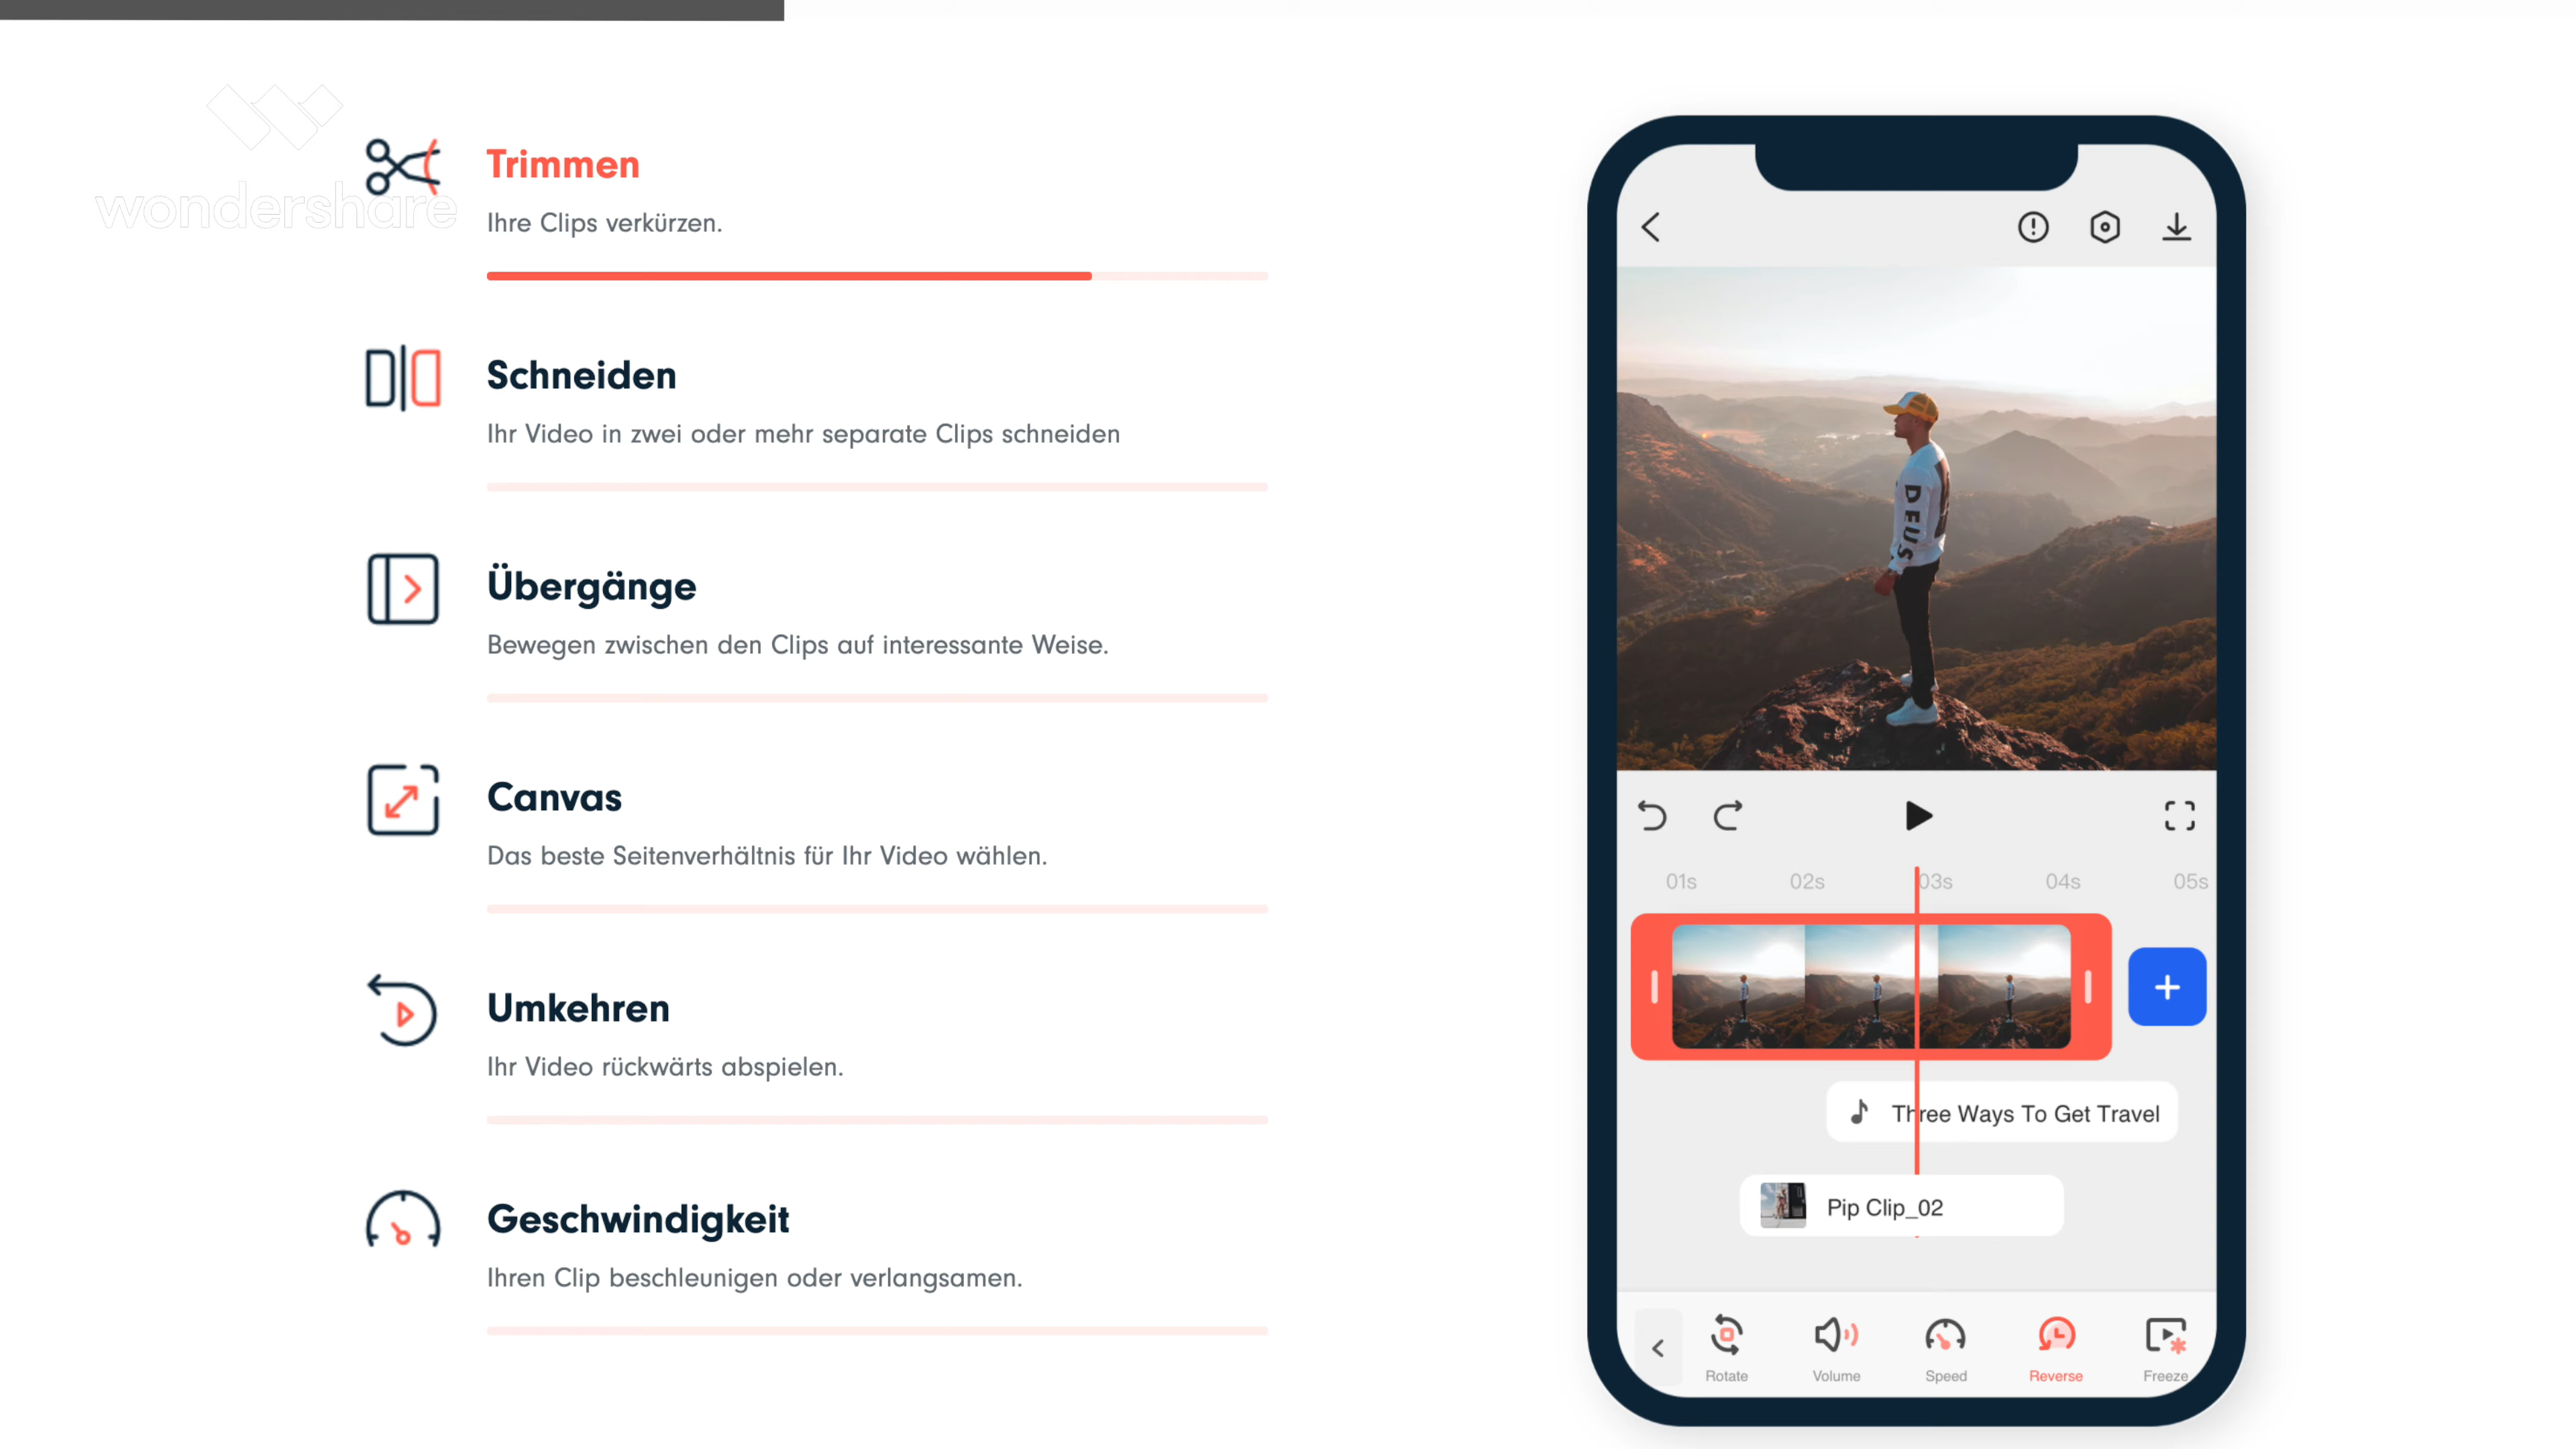 wondershare
Trimmen
Ihre Clips verkürzen.
Schneiden
Ihr Video in zwei oder mehr separate Clips schneiden
Übergänge
Bewegen zwischen den Clips auf interessante Weise.
Canvas
Das beste Seitenverhältnis für Ihr Video wählen.
Umkehren
Ihr Video rückwärts abspielen.
Geschwindigkeit
Ihren Clip beschleunigen oder verlangsamen.
DEUS
01s 02s 03s 04s 05s
Three Ways To Get Travel
Pip Clip_02
Rotate Volume Speed Reverse Freeze